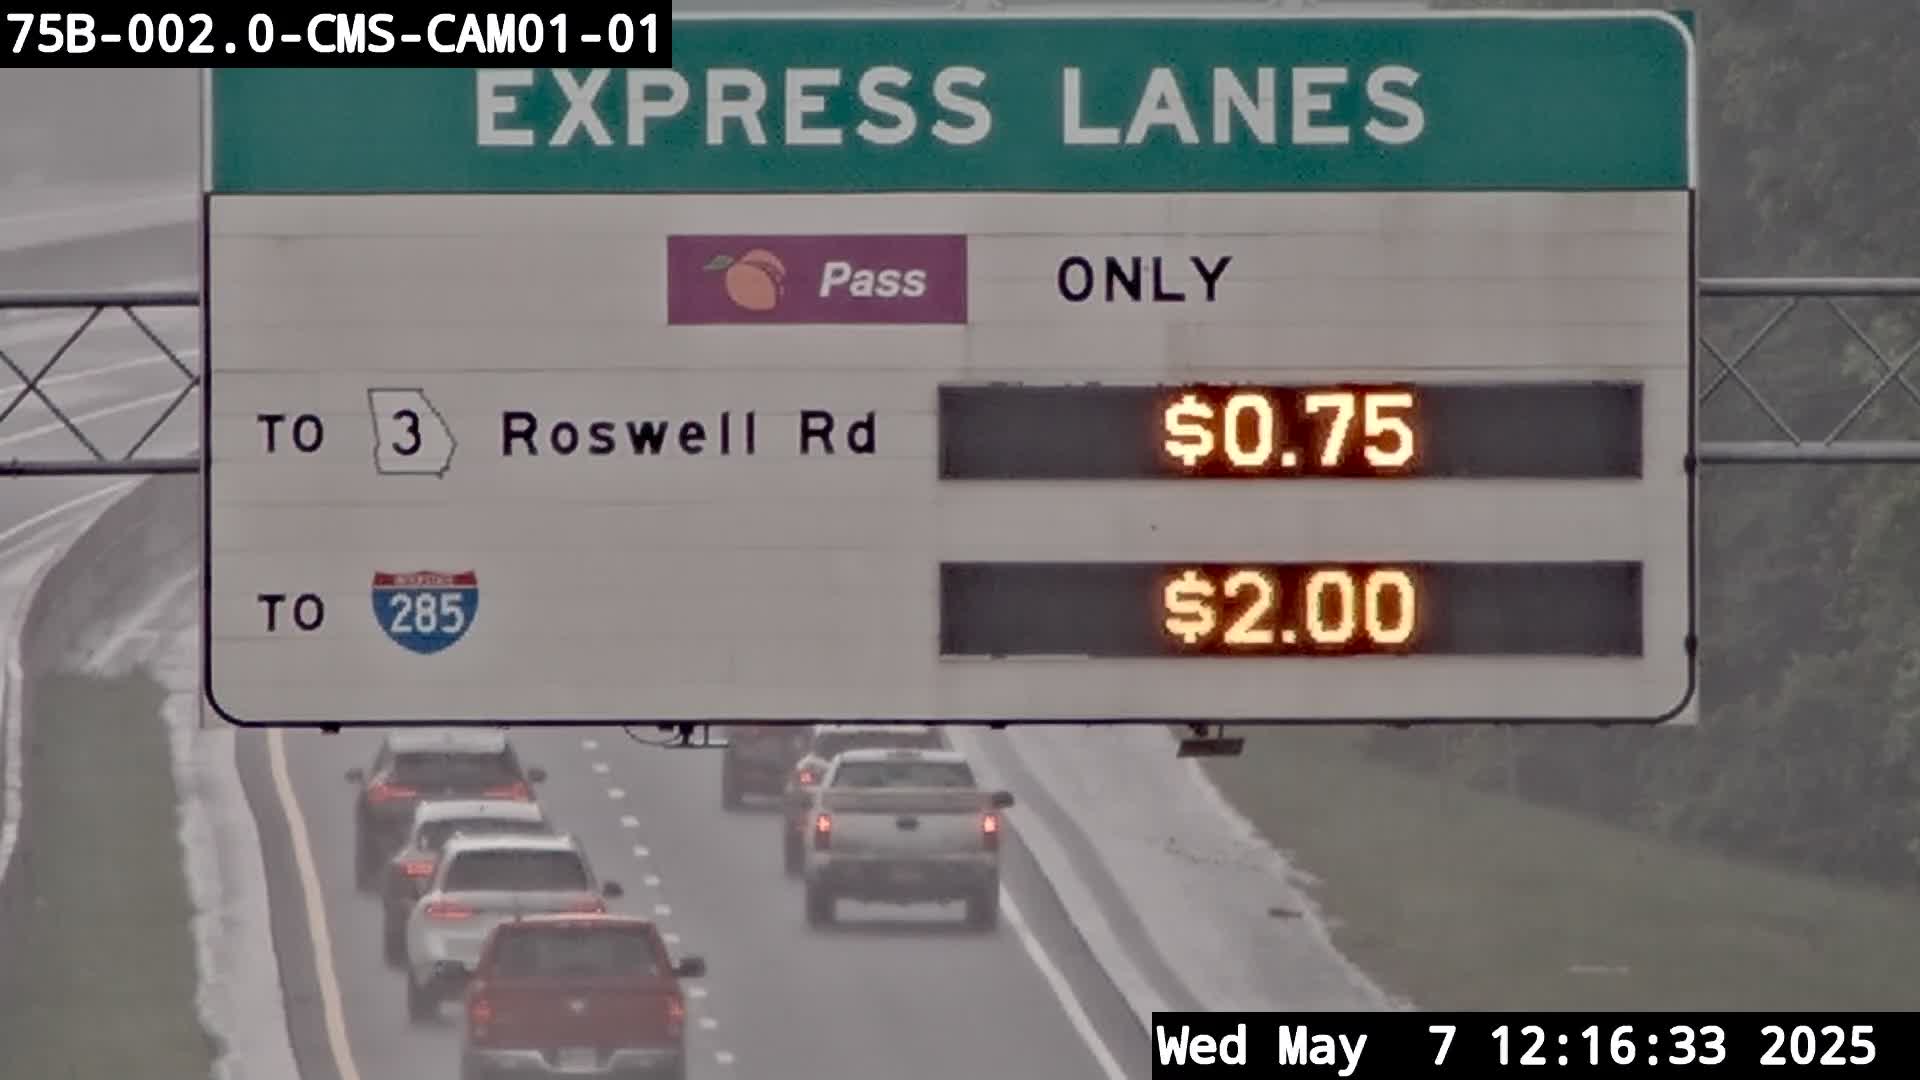 75B-002.0-CMS-CAM01-01
EXPRESS LANES
Pass ONLY
TO 3 Roswell Rd $0.75
INTERSTATE
TO 285 $2.00
Wed May 7 12:16:33 2025